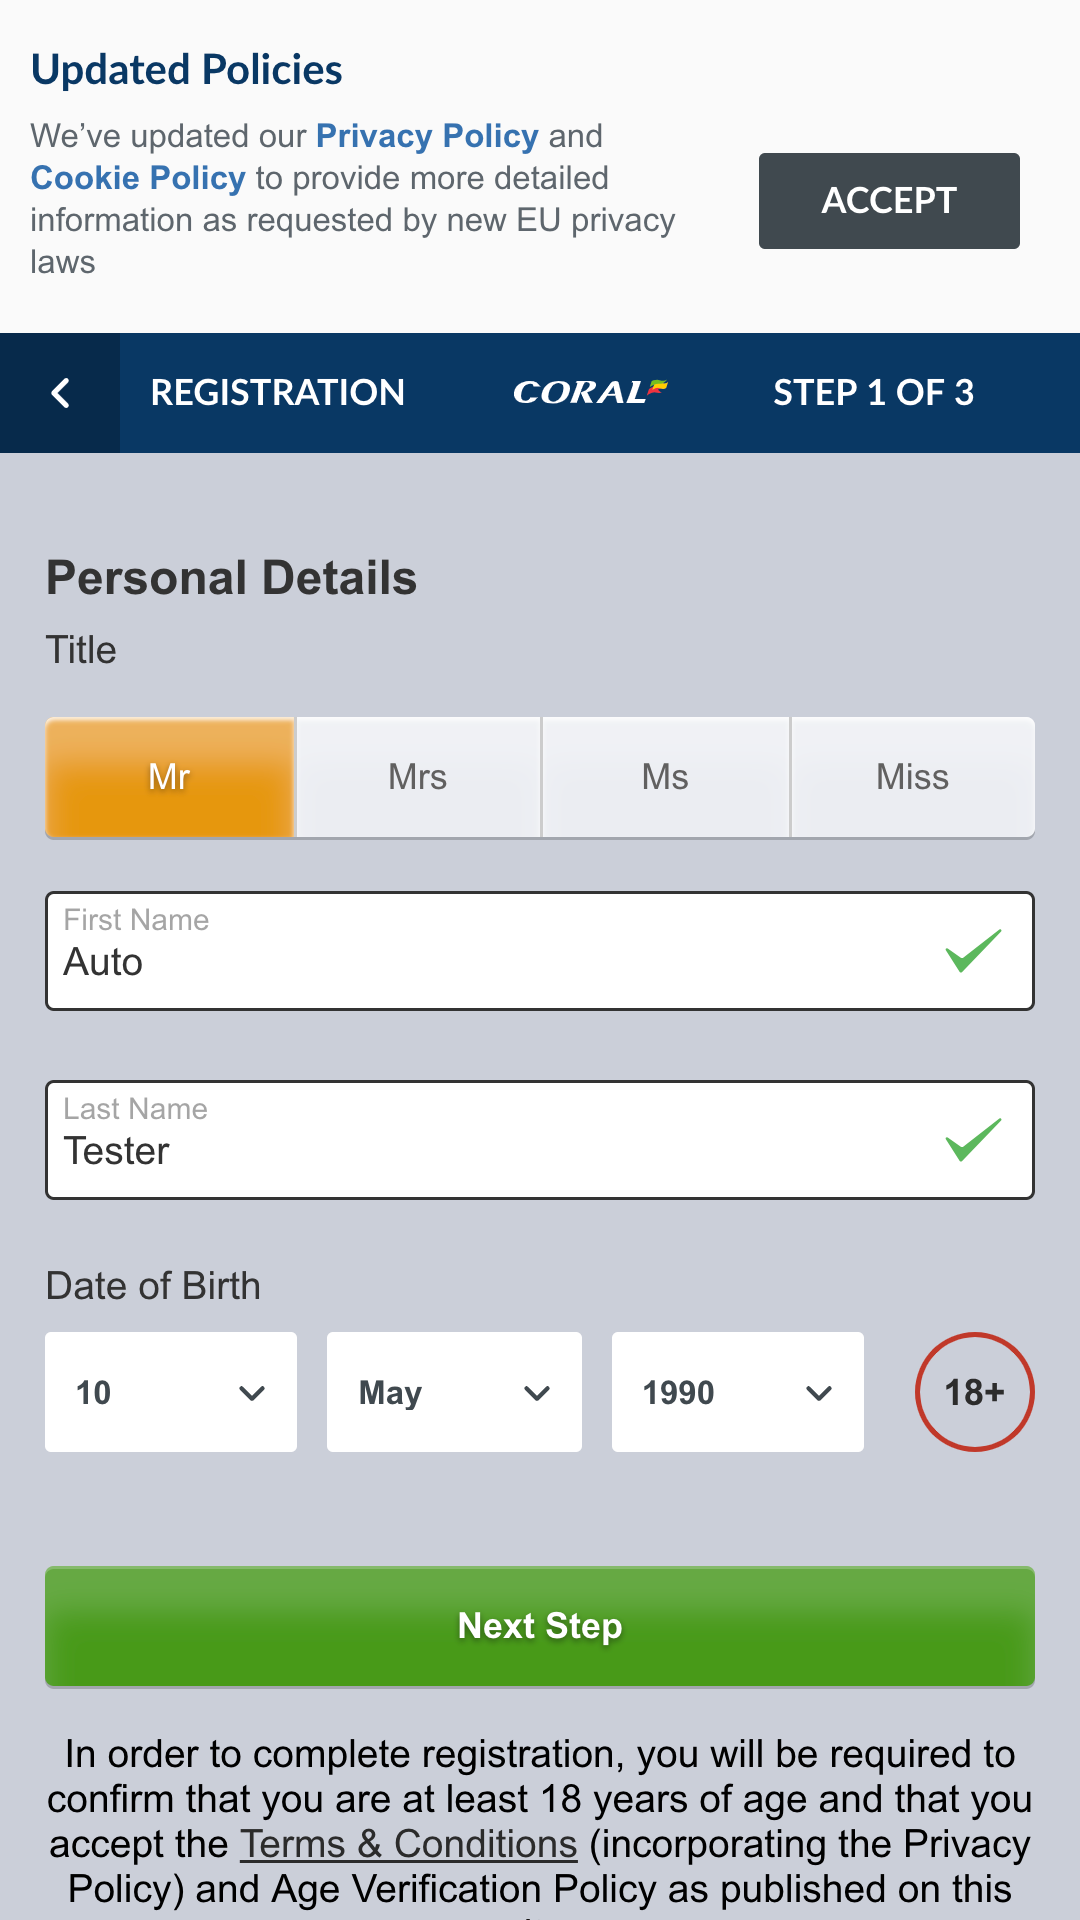 Updated Policies
We’ve updated our Privacy Policy and
Cookie Policy to provide more detailed
information as requested by new EU privacy
laws
ACCEPT
REGISTRATION
CORAL
STEP 1 OF 3
Personal Details
Title
Mr
Mrs
Ms
Miss
First Name
Auto
Last Name
Tester
Date of Birth
10
May
1990
18+
Next Step
In order to complete registration, you will be required to
confirm that you are at least 18 years of age and that you
accept the Terms & Conditions (incorporating the Privacy
Policy) and Age Verification Policy as published on this